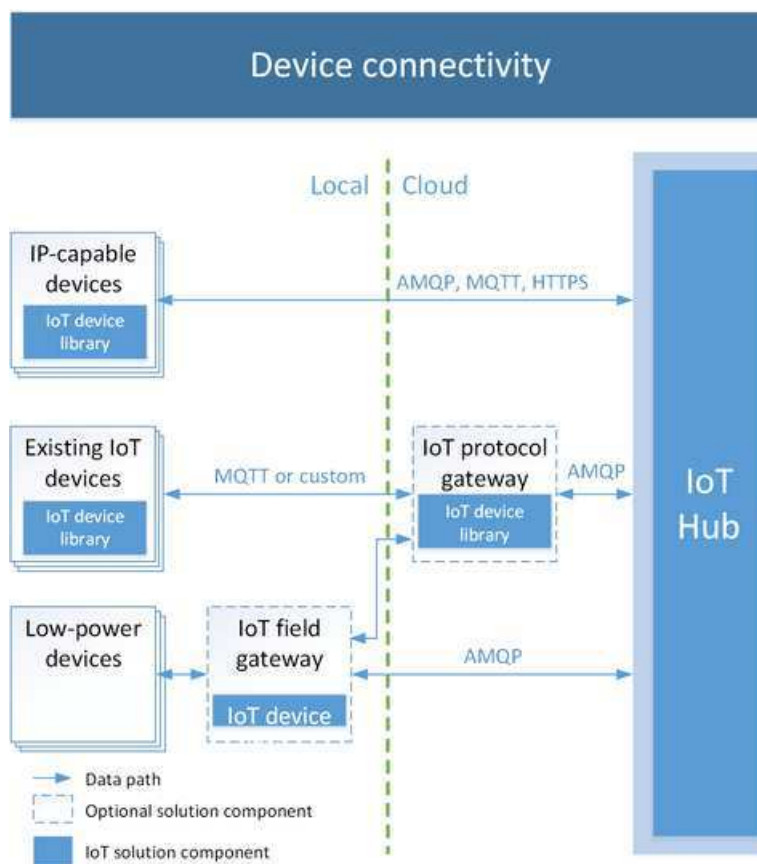 Device connectivity
Local
Cloud
IP-capable
devices
IoT device
library
AMQP, MQTT, HTTPS
Existing IoT
devices
IoT device
library
MQTT or custom
IoT protocol
gateway
IoT device
library
AMQP
IoT
Hub
Low-power
devices
IoT field
gateway
IoT device
AMQP
Data path
Optional solution component
IoT solution component